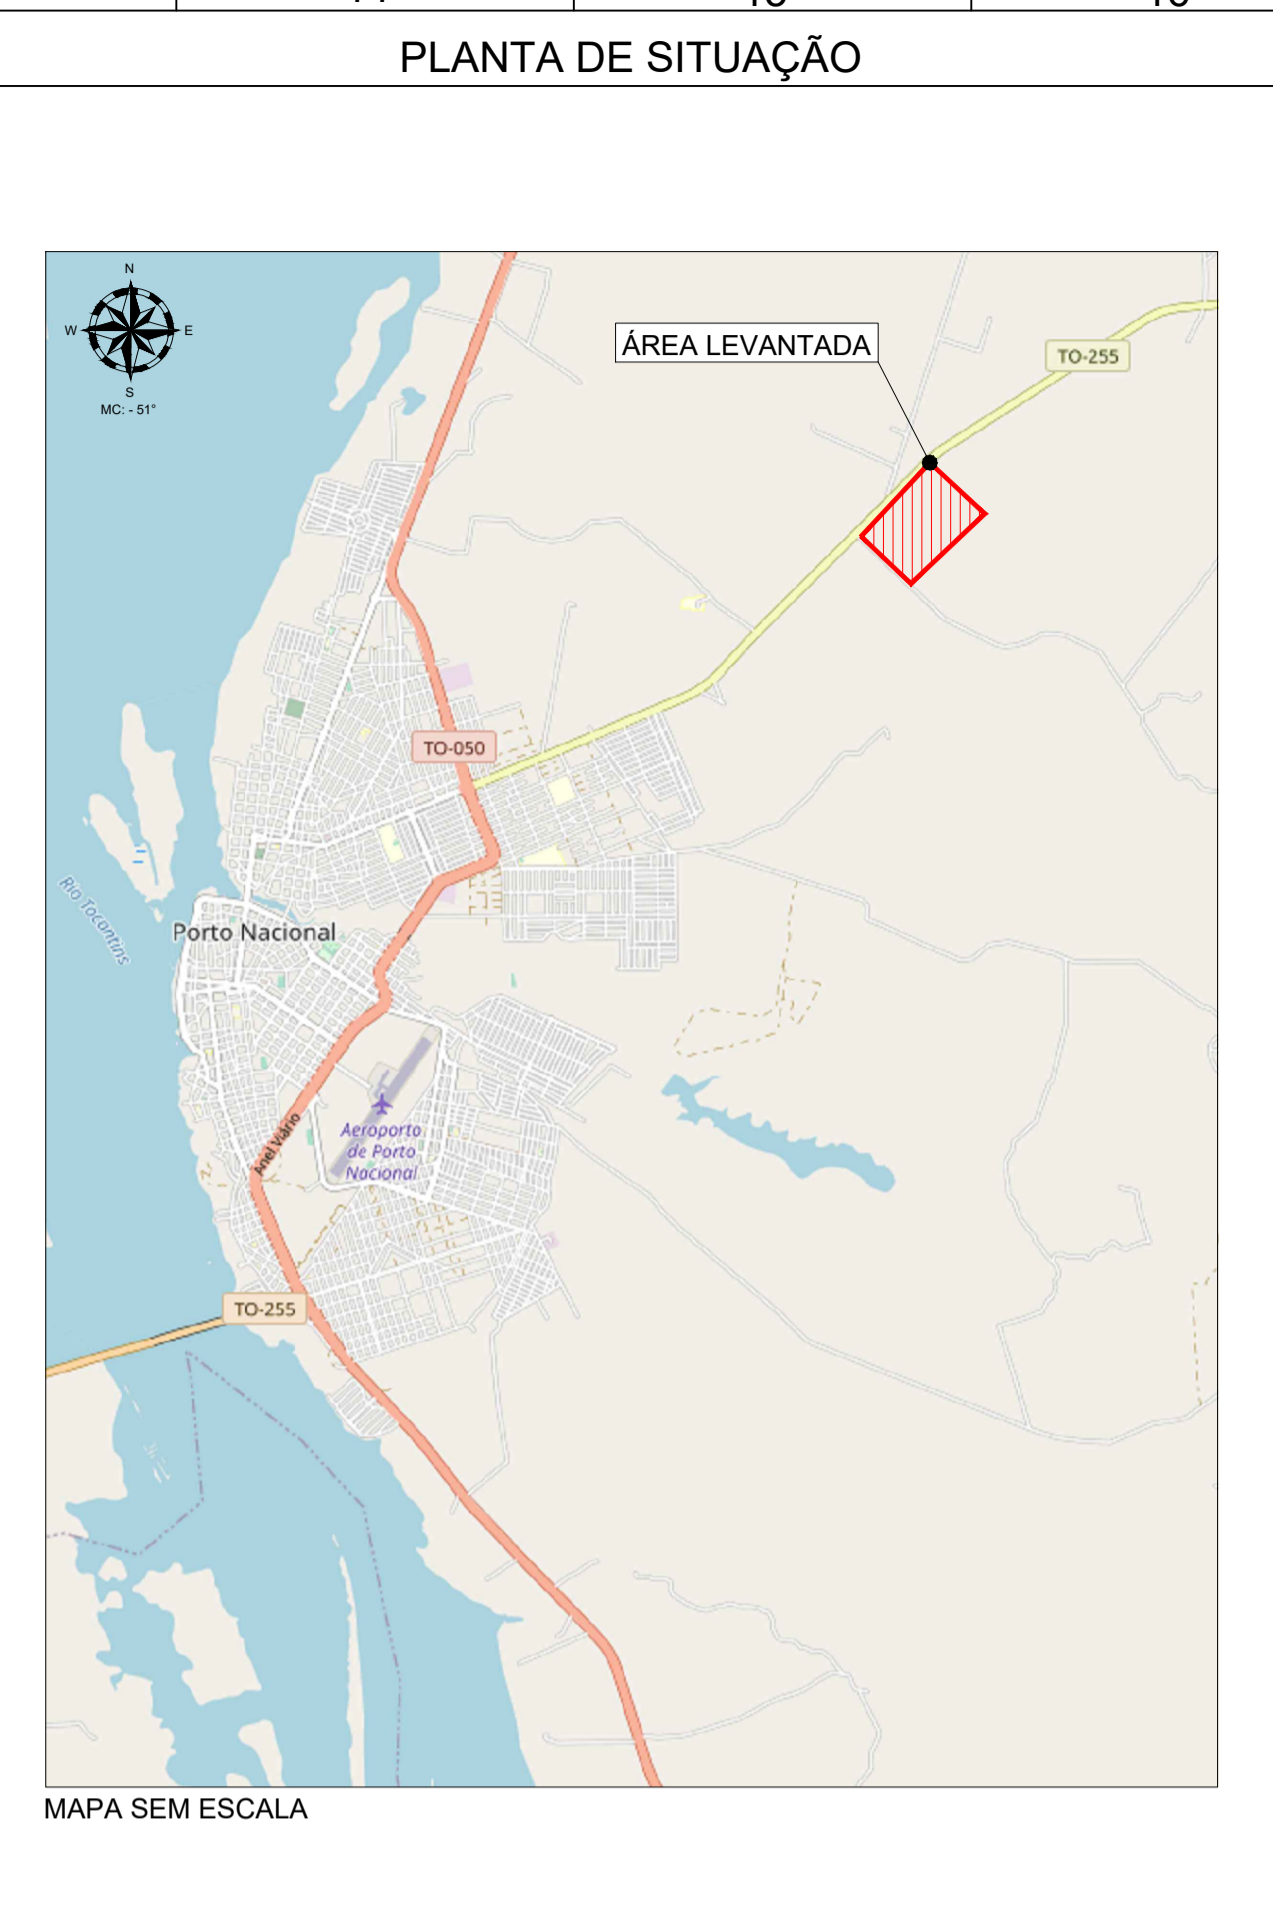 PLANTA DE SITUAÇÃO
N
W
E
S
MC: - 51°
ÁREA LEVANTADA
TO-255
TO-050
Rio Tocantins
Porto Nacional
Aeroporto
de Porto
Nacional
Anel Viário
TO-255
MAPA SEM ESCALA